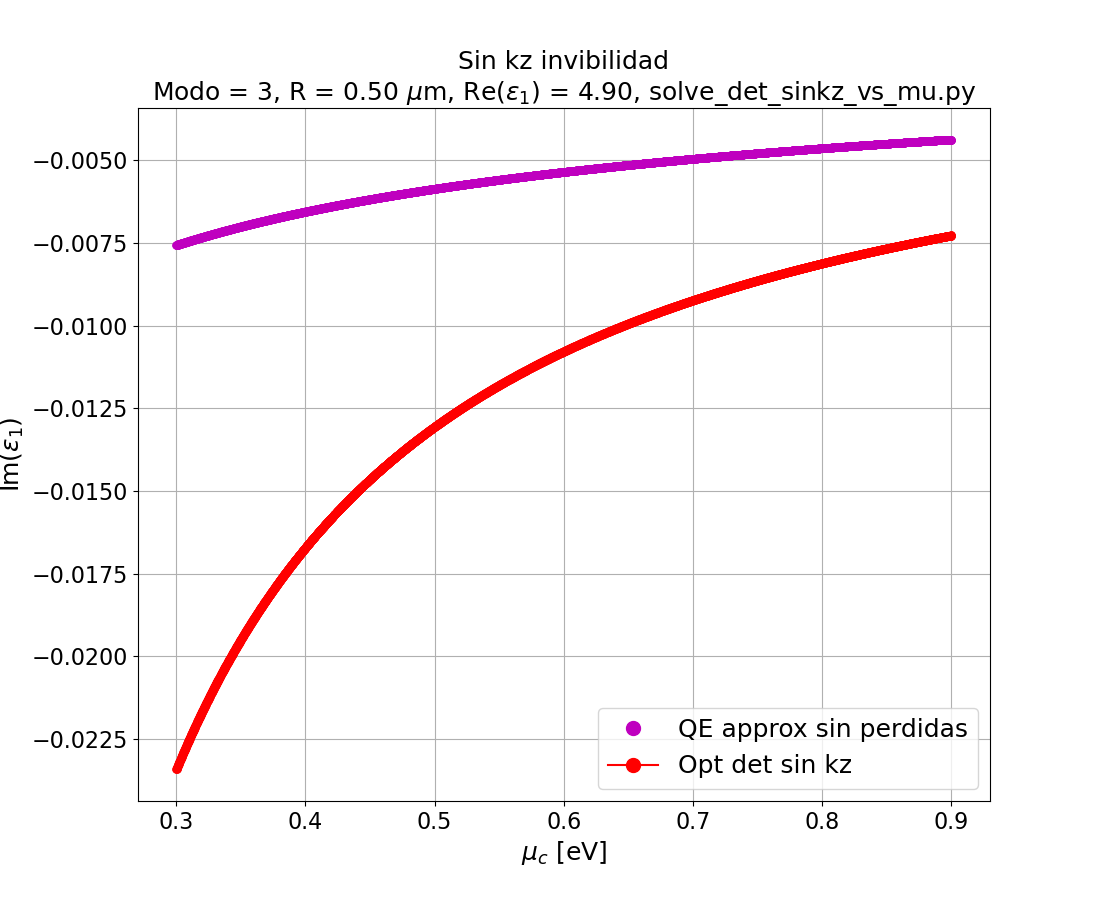 Sin kz invibilidad
Modo = 3, R = 0.50 μm, Re(ε₁) = 4.90, solve_det_sinkz_vs_mu.py
Im(ε₁)
−0.0050
−0.0075
−0.0100
−0.0125
−0.0150
−0.0175
−0.0200
−0.0225
QE approx sin perdidas
Opt det sin kz
0.3 0.4 0.5 0.6 0.7 0.8 0.9
μ_c [eV]